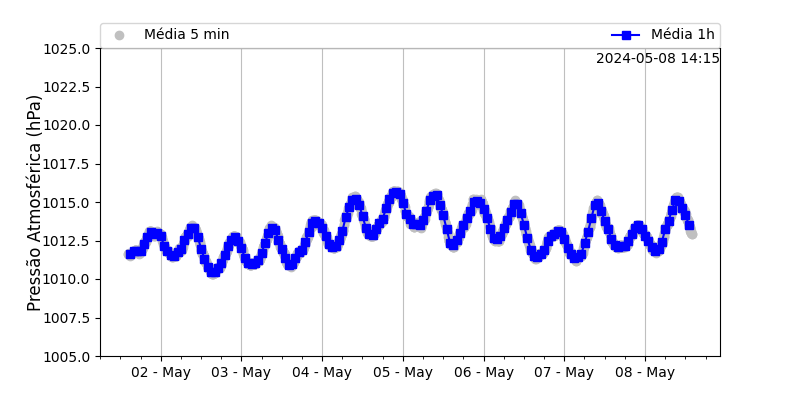 Média 5 min
Média 1h
2024-05-08 14:15
Pressão Atmosférica (hPa)
1025.0
1022.5
1020.0
1017.5
1015.0
1012.5
1010.0
1007.5
1005.0
02 - May
03 - May
04 - May
05 - May
06 - May
07 - May
08 - May